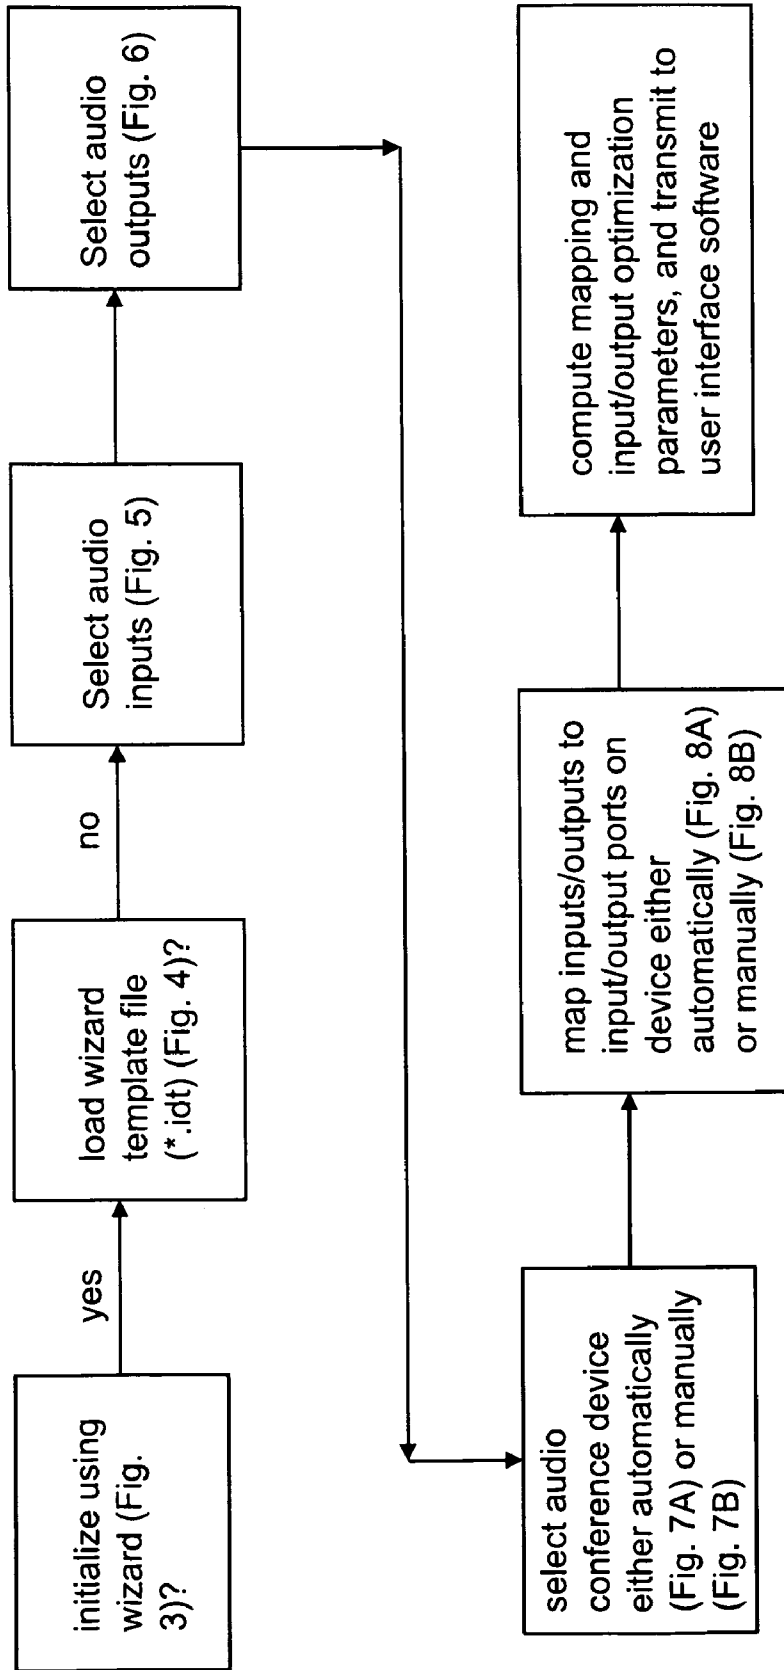 initialize using
wizard (Fig.
3)?
yes
load wizard
template file
(*.idt) (Fig. 4)?
no
Select audio
inputs (Fig. 5)
Select audio
outputs (Fig. 6)
select audio
conference device
either automatically
(Fig. 7A) or manually
(Fig. 7B)
map inputs/outputs to
input/output ports on
device either
automatically (Fig. 8A)
or manually (Fig. 8B)
compute mapping and
input/output optimization
parameters, and transmit to
user interface software